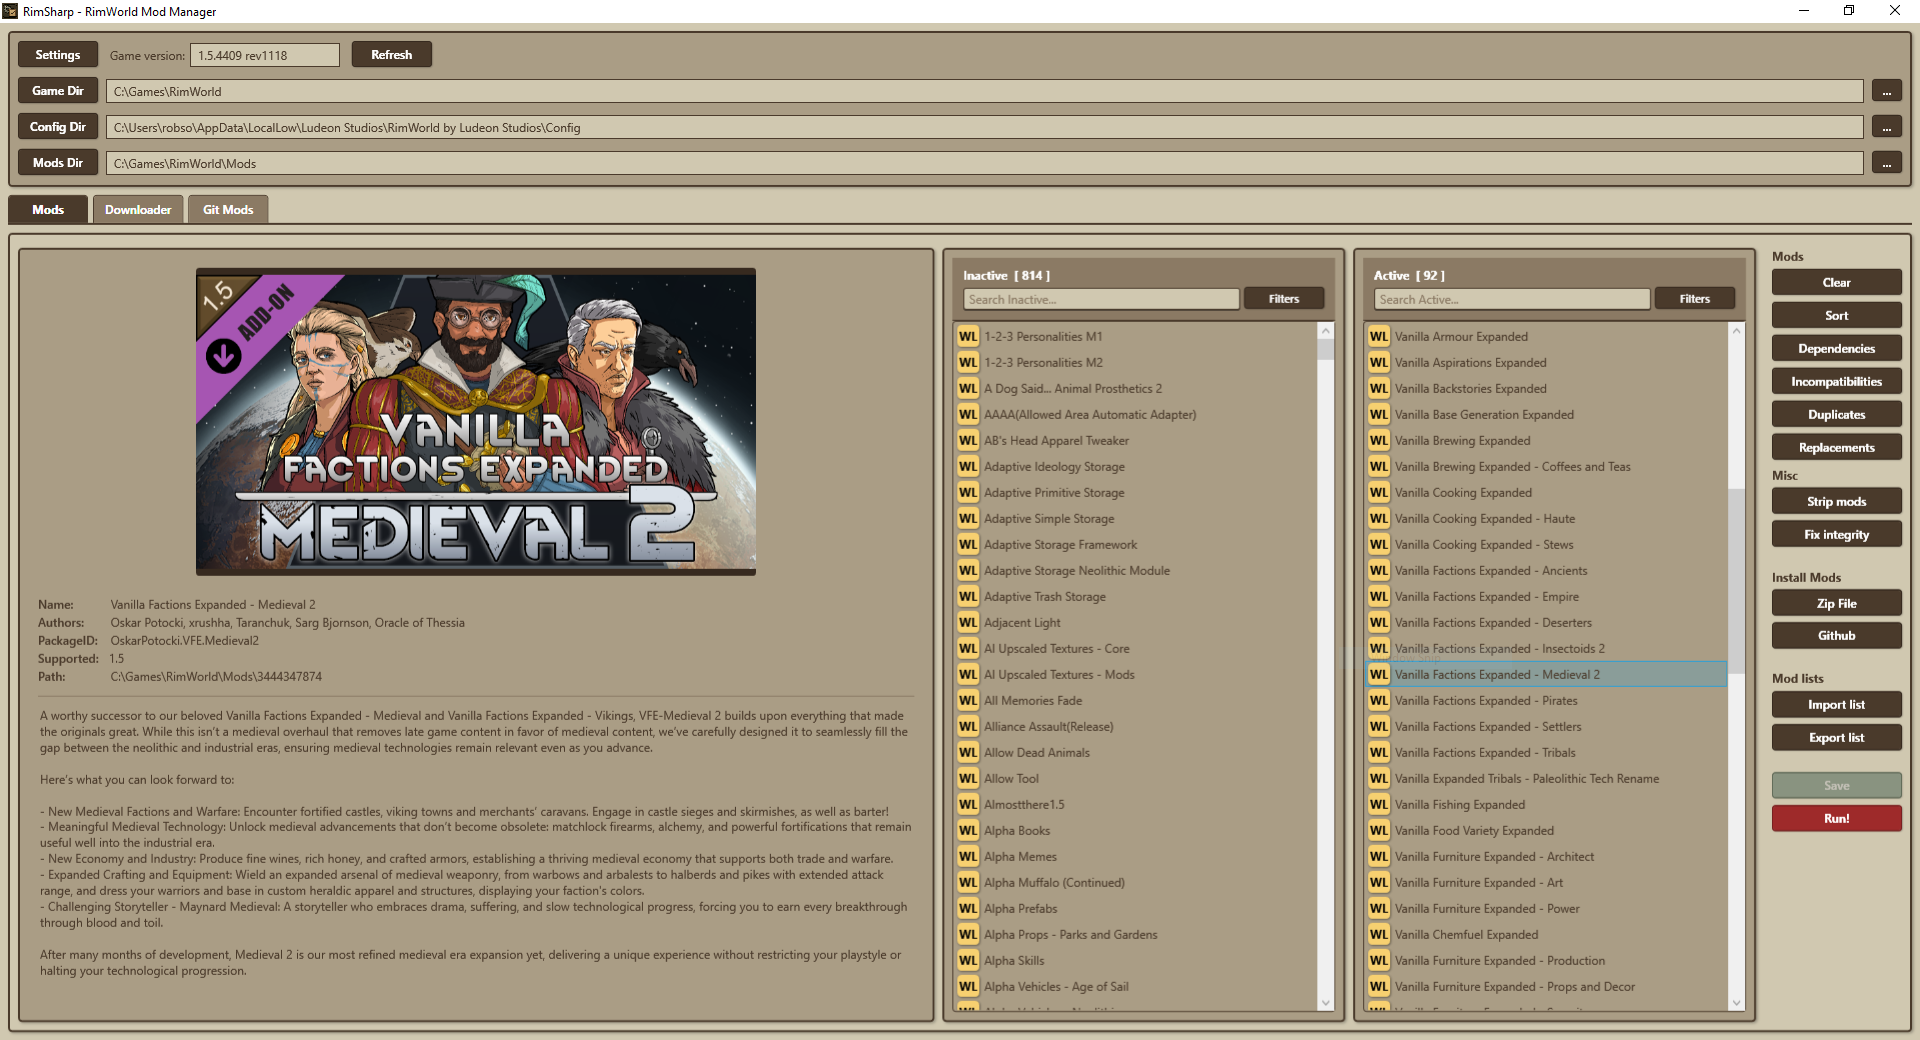 RimSharp - RimWorld Mod Manager
Settings
Game version:
1.5.4409 rev1118
Refresh
Game Dir
C:\Games\RimWorld
...
Config Dir
C:\Users\robso\AppData\LocalLow\Ludeon Studios\RimWorld by Ludeon Studios\Config
...
Mods Dir
C:\Games\RimWorld\Mods
...
Mods
Downloader
Git Mods
1.5
ADD-ON
VANILLA
FACTIONS EXPANDED
MEDIEVAL 2
Name: Vanilla Factions Expanded - Medieval 2
Authors: Oskar Potocki, xrushha, Taranchuk, Sarg Bjornson, Oracle of Thessia
PackageID: OskarPotocki.VFE.Medieval2
Supported: 1.5
Path: C:\Games\RimWorld\Mods\3444347874
A worthy successor to our beloved Vanilla Factions Expanded - Medieval and Vanilla Factions Expanded - Vikings, VFE-Medieval 2 builds upon everything that made
the originals great. While this isn't a medieval overhaul that removes late game content in favor of medieval content, we've carefully designed it to seamlessly fill the
gap between the neolithic and industrial eras, ensuring medieval technologies remain relevant even as you advance.
Here's what you can look forward to:
- New Medieval Factions and Warfare: Encounter fortified castles, viking towns and merchants' caravans. Engage in castle sieges and skirmishes, as well as barter!
- Meaningful Medieval Technology: Unlock medieval advancements that don't become obsolete: matchlock firearms, alchemy, and powerful fortifications that remain
useful well into the industrial era.
- New Economy and Industry: Produce fine wines, rich honey, and crafted armors, establishing a thriving medieval economy that supports both trade and warfare.
- Expanded Crafting and Equipment: Wield an expanded arsenal of medieval weaponry, from warbows and arbalests to halberds and pikes with extended attack
range, and dress your warriors and base in custom heraldic apparel and structures, displaying your faction's colors.
- Challenging Storyteller - Maynard Medieval: A storyteller who embraces drama, suffering, and slow technological progress, forcing you to earn every breakthrough
through blood and toil.
After many months of development, Medieval 2 is our most refined medieval era expansion yet, delivering a unique experience without restricting your playstyle or
halting your technological progression.
Inactive [ 814 ]
Search Inactive...
Filters
WL 1-2-3 Personalities M1
WL 1-2-3 Personalities M2
WL A Dog Said... Animal Prosthetics 2
WL AAAA(Allowed Area Automatic Adapter)
WL AB's Head Apparel Tweaker
WL Adaptive Ideology Storage
WL Adaptive Primitive Storage
WL Adaptive Simple Storage
WL Adaptive Storage Framework
WL Adaptive Storage Neolithic Module
WL Adaptive Trash Storage
WL Adjacent Light
WL AI Upscaled Textures - Core
WL AI Upscaled Textures - Mods
WL All Memories Fade
WL Alliance Assault(Release)
WL Allow Dead Animals
WL Allow Tool
WL Almostthere1.5
WL Alpha Books
WL Alpha Memes
WL Alpha Muffalo (Continued)
WL Alpha Prefabs
WL Alpha Props - Parks and Gardens
WL Alpha Skills
WL Alpha Vehicles - Age of Sail
Active [ 92 ]
Search Active...
Filters
WL Vanilla Armour Expanded
WL Vanilla Aspirations Expanded
WL Vanilla Backstories Expanded
WL Vanilla Base Generation Expanded
WL Vanilla Brewing Expanded
WL Vanilla Brewing Expanded - Coffees and Teas
WL Vanilla Cooking Expanded
WL Vanilla Cooking Expanded - Haute
WL Vanilla Cooking Expanded - Stews
WL Vanilla Factions Expanded - Ancients
WL Vanilla Factions Expanded - Empire
WL Vanilla Factions Expanded - Deserters
WL Vanilla Factions Expanded - Insectoids 2
WL Vanilla Factions Expanded - Medieval 2
WL Vanilla Factions Expanded - Pirates
WL Vanilla Factions Expanded - Settlers
WL Vanilla Factions Expanded - Tribals
WL Vanilla Expanded Tribals - Paleolithic Tech Rename
WL Vanilla Fishing Expanded
WL Vanilla Food Variety Expanded
WL Vanilla Furniture Expanded - Architect
WL Vanilla Furniture Expanded - Art
WL Vanilla Furniture Expanded - Power
WL Vanilla Chemfuel Expanded
WL Vanilla Furniture Expanded - Production
WL Vanilla Furniture Expanded - Props and Decor
Mods
Clear
Sort
Dependencies
Incompatibilities
Duplicates
Replacements
Misc
Strip mods
Fix integrity
Install Mods
Zip File
Github
Mod lists
Import list
Export list
Save
Run!